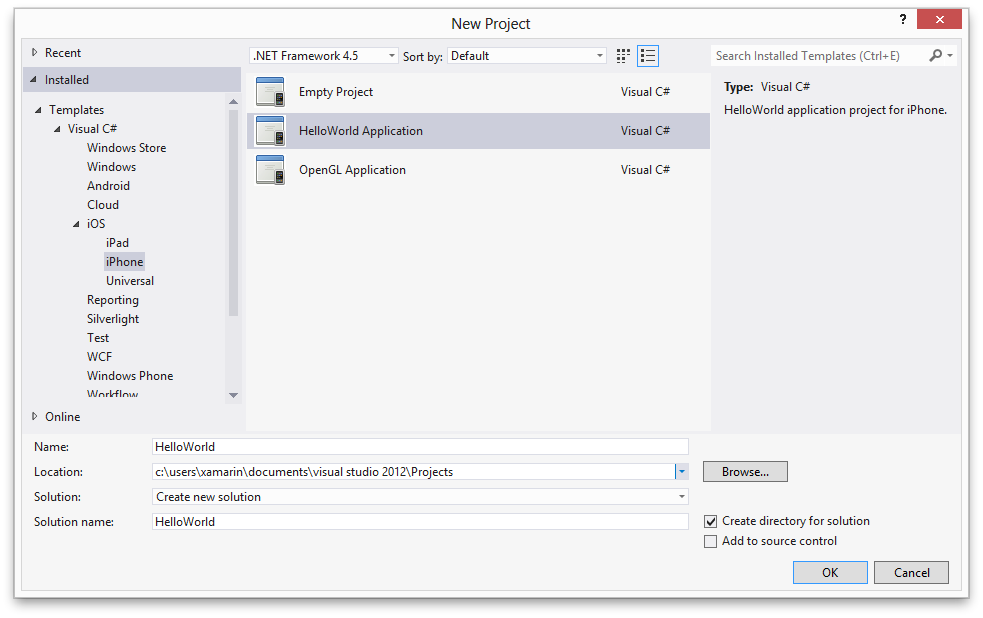 New Project
?
Recent
.NET Framework 4.5 Sort by: Default Search Installed Templates (Ctrl+E)
Installed
Templates
Visual C#
Windows Store
Windows
Android
Cloud
iOS
iPad
iPhone
Universal
Reporting
Silverlight
Test
WCF
Windows Phone
Workflow
Online
Empty Project Visual C#
HelloWorld Application Visual C#
OpenGL Application Visual C#
Type: Visual C#
HelloWorld application project for iPhone.
Name: HelloWorld
Location: c:\users\xamarin\documents\visual studio 2012\Projects Browse...
Solution: Create new solution
Solution name: HelloWorld
Create directory for solution
Add to source control
OK Cancel